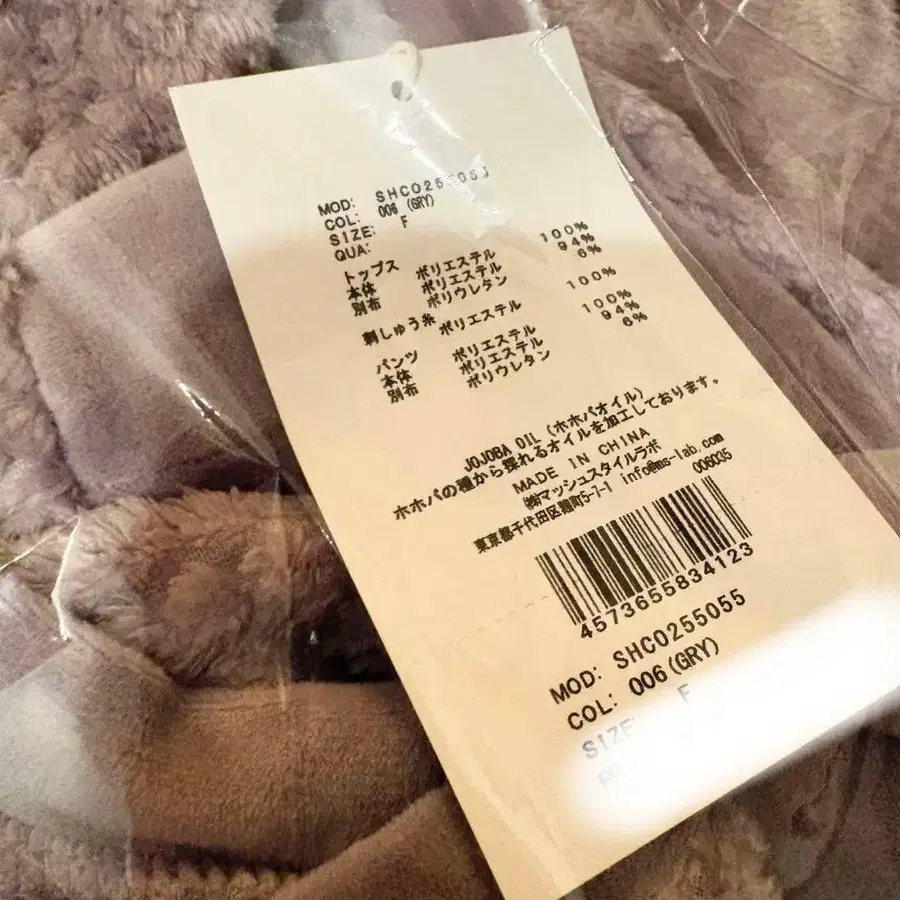 MOD: SHCO255055
COL: 006 (GRY)
SIZE: F
QUA:
トップス
本体 ポリエステル 100%
別布 ポリエステル 94%
ポリウレタン 6%
刺しゅう糸 ポリエステル 100%
パンツ
本体 ポリエステル 100%
別布 ポリエステル 94%
ポリウレタン 6%
JOJOBA OIL (ホホバオイル)
ホホバの種から採れるオイルを加工しております。
MADE IN CHINA
㈱マッシュスタイルラボ
東京都千代田区麹町5-7-1 info@ms-lab.com
006035
4573655834123
MOD: SHCO255055
COL: 006(GRY)
SIZE F